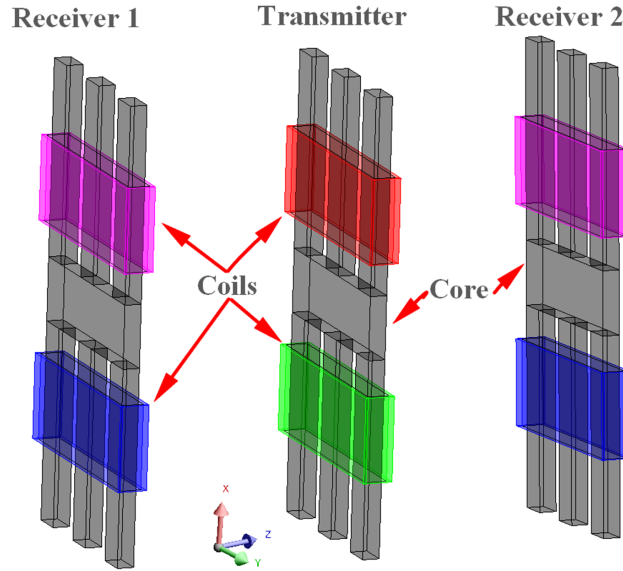 Receiver 1
Transmitter
Receiver 2
Coils
Core
X
Z
Y